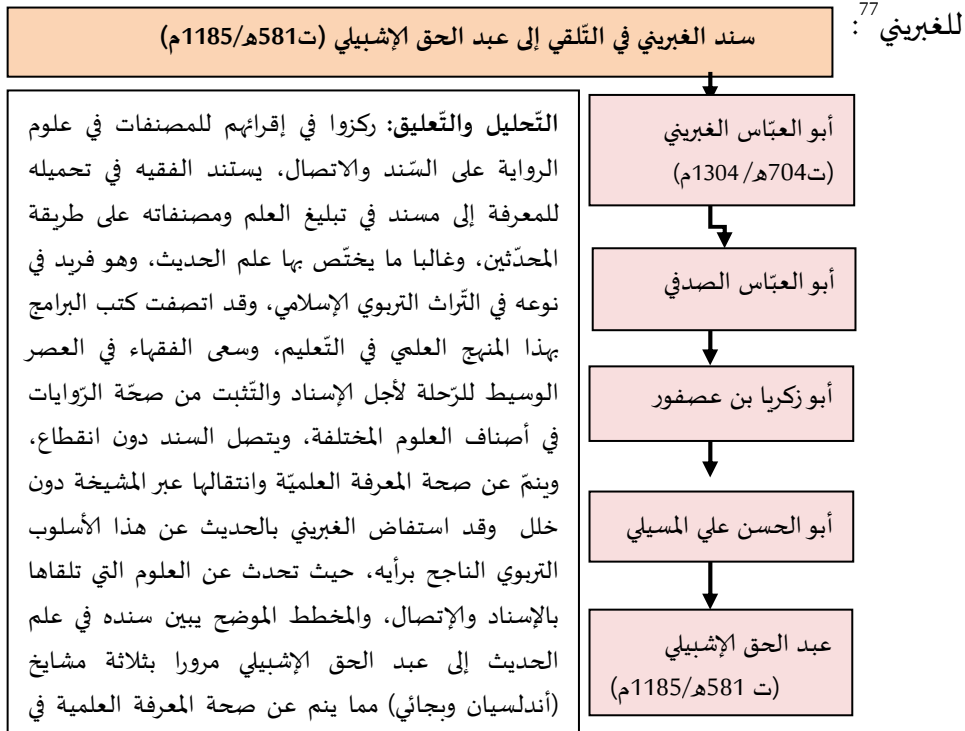 للغبريني77:
سند الغبريني في التّلقي إلى عبد الحق الإشبيلي (ت581ه/1185م)
أبو العبّاس الغبريني
(ت704ه/1304م)
أبو العبّاس الصدفي
أبو زكريا بن عصفور
أبو الحسن علي المسيلي
عبد الحق الإشبيلي
(ت 581ه/1185م)
التّحليل والتّعليق: ركزوا في إقرائهم للمصنفات في علوم
الرواية على السّند والاتصال، يستند الفقيه في تحميله
للمعرفة إلى مسند في تبليغ العلم ومصنفاته على طريقة
المحدّثين، وغالبا ما يختّص بها علم الحديث، وهو فريد في
نوعه في التّراث التربوي الإسلامي، وقد اتصفت كتب البرامج
بهذا المنهج العلمي في التّعليم، وسعى الفقهاء في العصر
الوسيط للرّحلة لأجل الإسناد والتّثبت من صحّة الرّوايات
في أصناف العلوم المختلفة، ويتصل السند دون انقطاع،
وينمّ عن صحة المعرفة العلميّة وانتقالها عبر المشيخة دون
خلل وقد استفاض الغبريني بالحديث عن هذا الأسلوب
التربوي الناجح برأيه، حيث تحدث عن العلوم التي تلقاها
بالإسناد والإتصال، والمخطط الموضح يبين سنده في علم
الحديث إلى عبد الحق الإشبيلي مرورا بثلاثة مشايخ
(أندلسيان وبجائي) مما ينم عن صحة المعرفة العلمية في